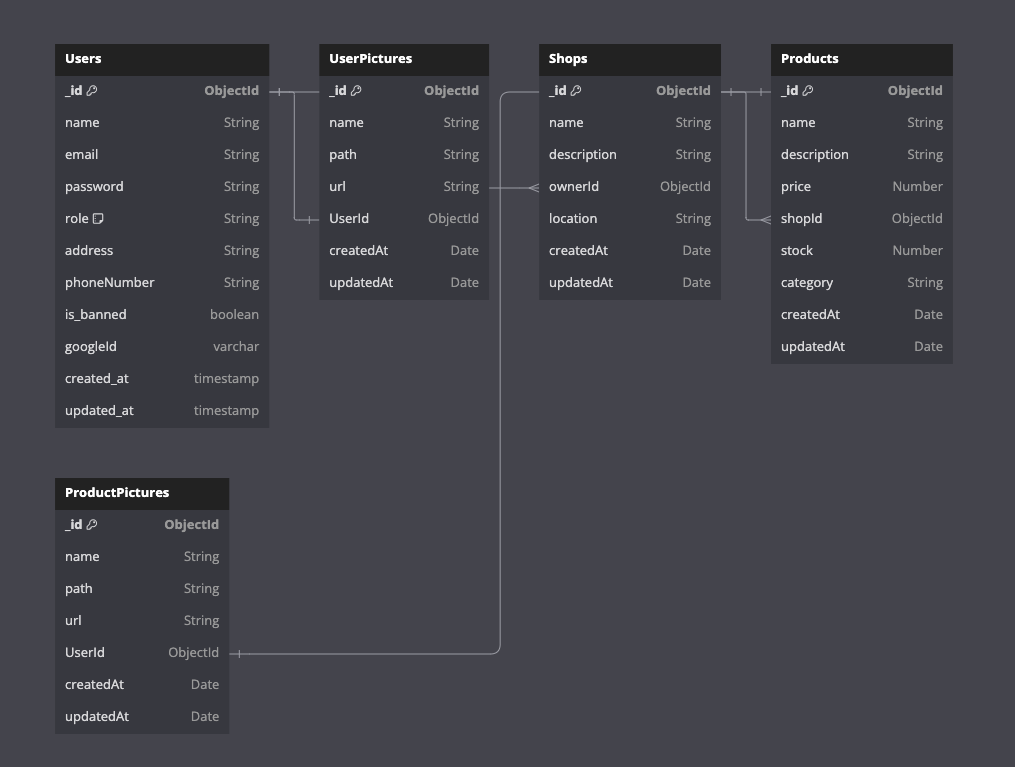 Users
_id ObjectId
name String
email String
password String
role String
address String
phoneNumber String
is_banned boolean
googleId varchar
created_at timestamp
updated_at timestamp
UserPictures
_id ObjectId
name String
path String
url String
UserId ObjectId
createdAt Date
updatedAt Date
Shops
_id ObjectId
name String
description String
ownerId ObjectId
location String
createdAt Date
updatedAt Date
Products
_id ObjectId
name String
description String
price Number
shopId ObjectId
stock Number
category String
createdAt Date
updatedAt Date
ProductPictures
_id ObjectId
name String
path String
url String
UserId ObjectId
createdAt Date
updatedAt Date